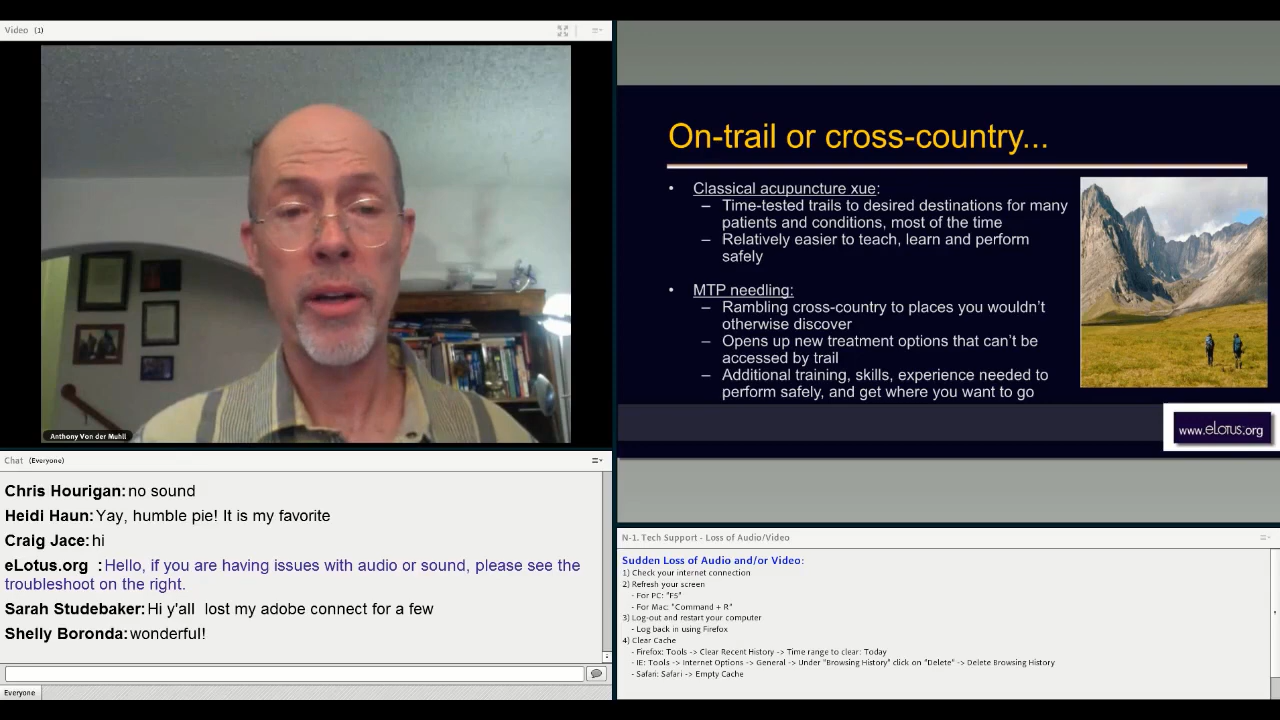 Video (1)
Anthony Von der Muhll
Chat (Everyone)
Chris Hourigan: no sound
Heidi Haun: Yay, humble pie! It is my favorite
Craig Jace: hi
eLotus.org : Hello, if you are having issues with audio or sound, please see the
troubleshoot on the right.
Sarah Studebaker: Hi y'all lost my adobe connect for a few
Shelly Boronda: wonderful!
Everyone
On-trail or cross-country...
• Classical acupuncture xue:
– Time-tested trails to desired destinations for many
patients and conditions, most of the time
– Relatively easier to teach, learn and perform
safely
• MTP needling:
– Rambling cross-country to places you wouldn't
otherwise discover
– Opens up new treatment options that can't be
accessed by trail
– Additional training, skills, experience needed to
perform safely, and get where you want to go
www.eLotus.org
N-1. Tech Support - Loss of Audio/Video
Sudden Loss of Audio and/or Video:
1) Check your internet connection
2) Refresh your screen
- For PC: "F5"
- For Mac: "Command + R"
3) Log-out and restart your computer
- Log back in using Firefox
4) Clear Cache
- Firefox: Tools -> Clear Recent History -> Time range to clear: Today
- IE: Tools -> Internet Options -> General -> Under "Browsing History" click on "Delete" -> Delete Browsing History
- Safari: Safari -> Empty Cache